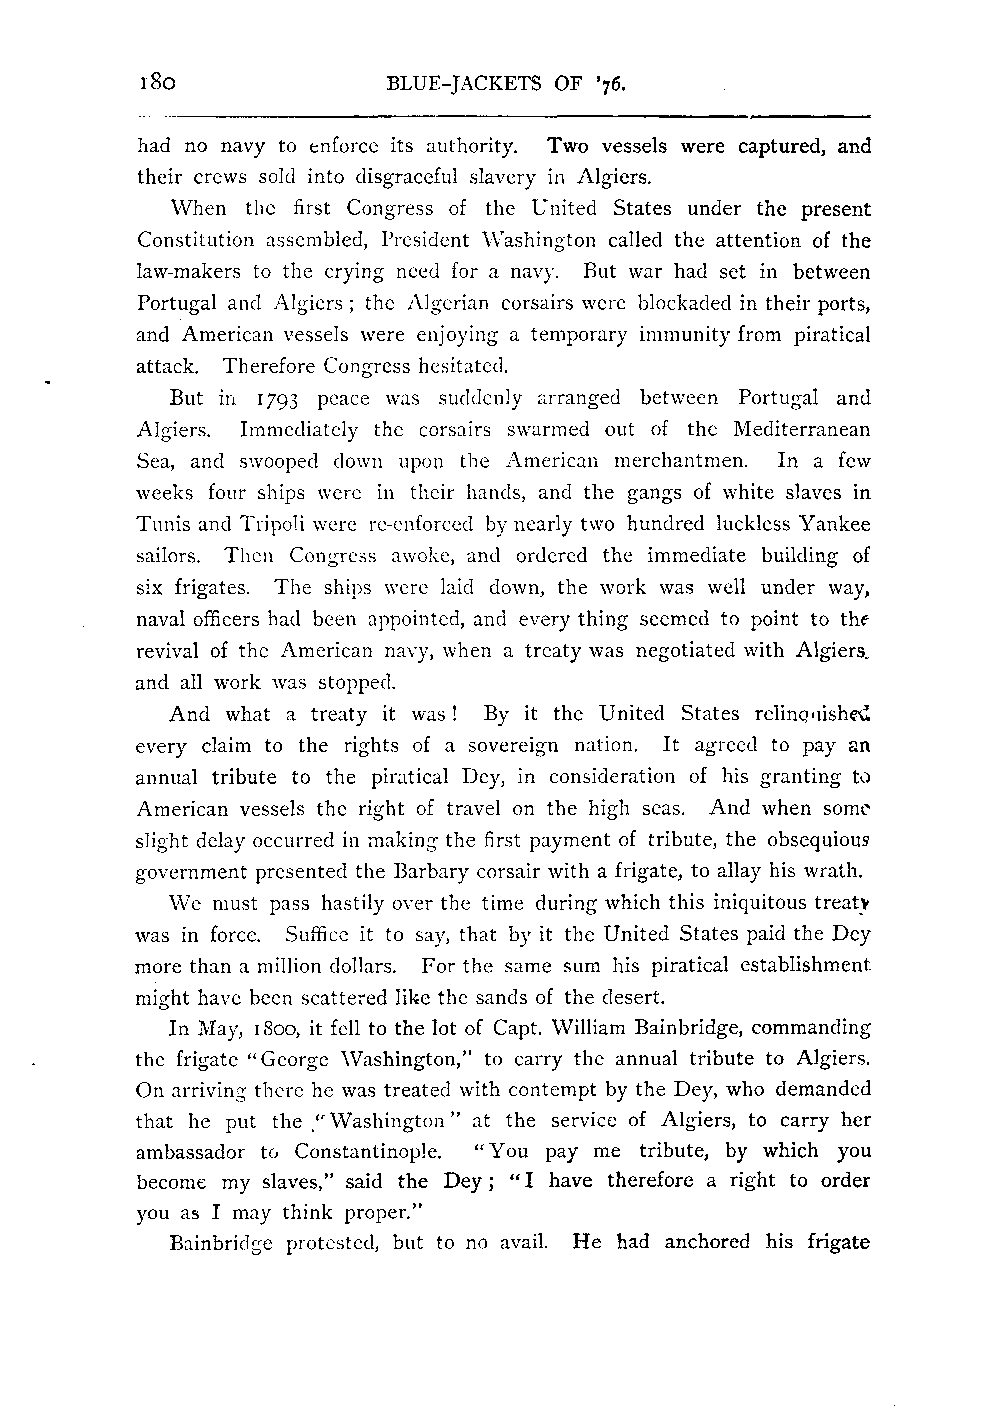 180 BLUE-JACKETS OF '76.
had no navy to enforce its authority. Two vessels were captured, and
their crews sold into disgraceful slavery in Algiers.
When the first Congress of the United States under the present
Constitution assembled, President Washington called the attention of the
law-makers to the crying need for a navy. But war had set in between
Portugal and Algiers; the Algerian corsairs were blockaded in their ports,
and American vessels were enjoying a temporary immunity from piratical
attack. Therefore Congress hesitated.
But in 1793 peace was suddenly arranged between Portugal and
Algiers. Immediately the corsairs swarmed out of the Mediterranean
Sea, and swooped down upon the American merchantmen. In a few
weeks four ships were in their hands, and the gangs of white slaves in
Tunis and Tripoli were re-enforced by nearly two hundred luckless Yankee
sailors. Then Congress awoke, and ordered the immediate building of
six frigates. The ships were laid down, the work was well under way,
naval officers had been appointed, and every thing seemed to point to the
revival of the American navy, when a treaty was negotiated with Algiers
and all work was stopped.
And what a treaty it was! By it the United States relinquished
every claim to the rights of a sovereign nation. It agreed to pay an
annual tribute to the piratical Dey, in consideration of his granting to
American vessels the right of travel on the high seas. And when some
slight delay occurred in making the first payment of tribute, the obsequious
government presented the Barbary corsair with a frigate, to allay his wrath.
We must pass hastily over the time during which this iniquitous treaty
was in force. Suffice it to say, that by it the United States paid the Dey
more than a million dollars. For the same sum his piratical establishment
might have been scattered like the sands of the desert.
In May, 1800, it fell to the lot of Capt. William Bainbridge, commanding
the frigate "George Washington," to carry the annual tribute to Algiers.
On arriving there he was treated with contempt by the Dey, who demanded
that he put the "Washington" at the service of Algiers, to carry her
ambassador to Constantinople. "You pay me tribute, by which you
become my slaves," said the Dey; "I have therefore a right to order
you as I may think proper."
Bainbridge protested, but to no avail. He had anchored his frigate